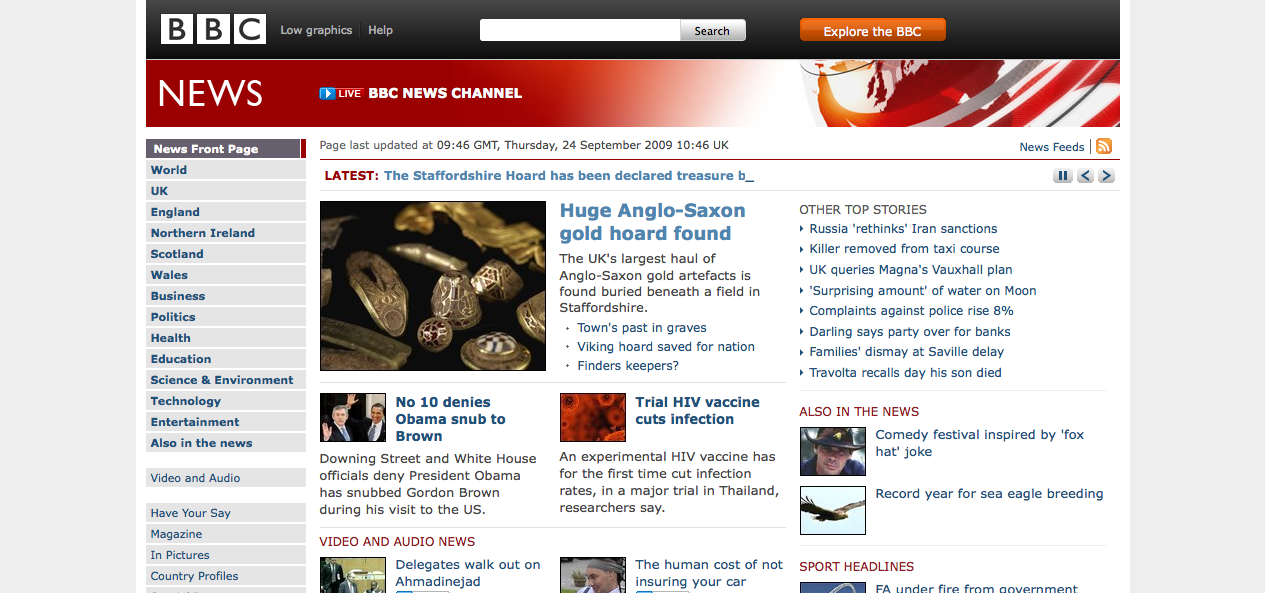 BBC
Low graphics
Help
Search
Explore the BBC
NEWS
LIVE BBC NEWS CHANNEL
News Front Page
World
UK
England
Northern Ireland
Scotland
Wales
Business
Politics
Health
Education
Science & Environment
Technology
Entertainment
Also in the news
Video and Audio
Have Your Say
Magazine
In Pictures
Country Profiles
Page last updated at 09:46 GMT, Thursday, 24 September 2009 10:46 UK
News Feeds
LATEST: The Staffordshire Hoard has been declared treasure b_
Huge Anglo-Saxon
gold hoard found
The UK's largest haul of
Anglo-Saxon gold artefacts is
found buried beneath a field in
Staffordshire.
Town's past in graves
Viking hoard saved for nation
Finders keepers?
No 10 denies
Obama snub to
Brown
Downing Street and White House
officials deny President Obama
has snubbed Gordon Brown
during his visit to the US.
Trial HIV vaccine
cuts infection
An experimental HIV vaccine has
for the first time cut infection
rates, in a major trial in Thailand,
researchers say.
VIDEO AND AUDIO NEWS
Delegates walk out on
Ahmadinejad
The human cost of not
insuring your car
OTHER TOP STORIES
Russia 'rethinks' Iran sanctions
Killer removed from taxi course
UK queries Magna's Vauxhall plan
'Surprising amount' of water on Moon
Complaints against police rise 8%
Darling says party over for banks
Families' dismay at Saville delay
Travolta recalls day his son died
ALSO IN THE NEWS
Comedy festival inspired by 'fox
hat' joke
Record year for sea eagle breeding
SPORT HEADLINES
FA under fire from government